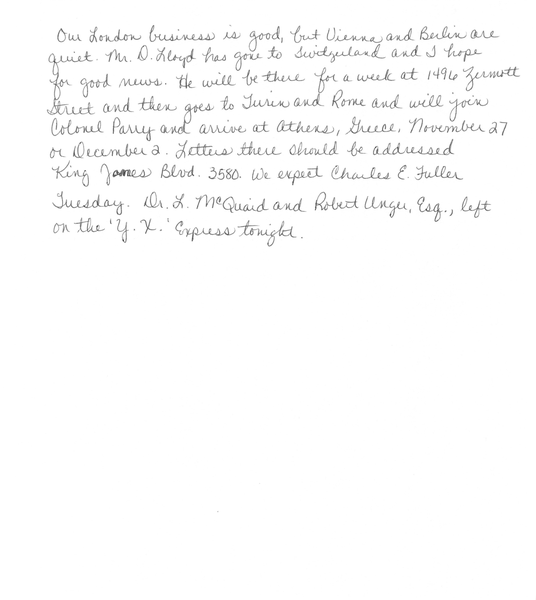 Our London business is good, but Vienna and Berlin are
quiet. Mr. D. Lloyd has gone to Switzerland and I hope
for good news. He will be there for a week at 1496 Zermott
Street and then goes to Turin and Rome and will join
Colonel Parry and arrive at Athens, Greece, November 27
or December 2. Letters there should be addressed
King James Blvd. 3580. We expect Charles E. Fuller
Tuesday. Dr. L. McQuaid and Robert Unger, Esq., left
on the 'Y. X.' Express tonight.